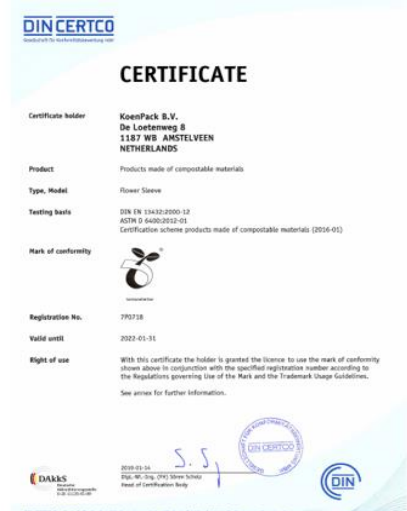 DIN CERTCO
CERTIFICATE
Certificate holder
KoenPack B.V.
De Loetenweg 8
1187 WB AMSTELVEEN
NETHERLANDS
Product
Products made of compostable materials
Type, Model
Flower Sleeve
Testing basis
DIN EN 13432:2000-12
ASTM D 6400:2012-01
Certification scheme products made of compostable materials (2016-01)
Mark of conformity
Registration No.
7P0718
Valid until
2022-01-31
Right of use
With this certificate the holder is granted the licence to use the mark of conformity
shown above in conjunction with the specified registration number according to
the Regulations governing Use of the Mark and the Trademark Usage Guidelines.
See annex for further information.
DIN CERTCO
Head of Certification Body
DAkkS
DIN